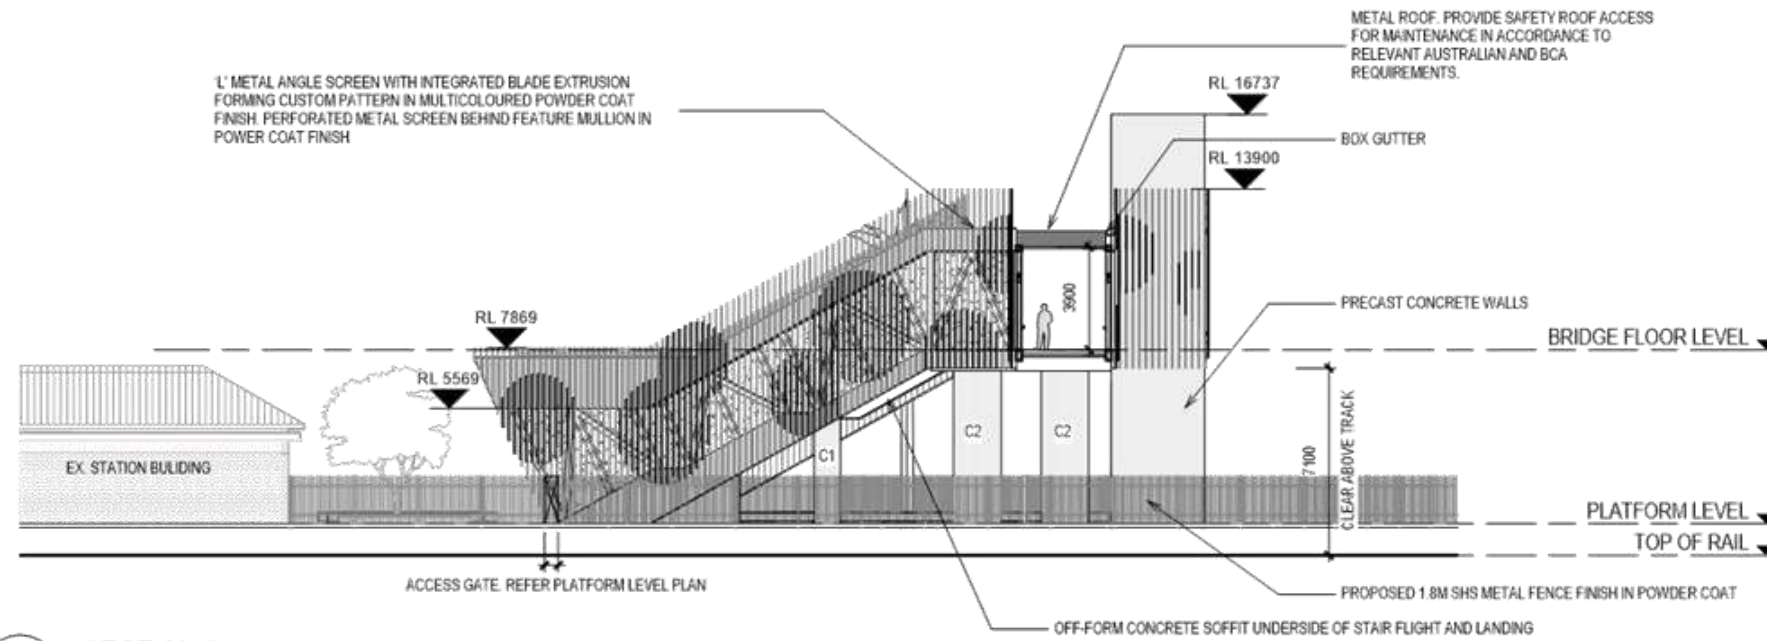 METAL ROOF. PROVIDE SAFETY ROOF ACCESS
FOR MAINTENANCE IN ACCORDANCE TO
RELEVANT AUSTRALIAN AND BCA
REQUIREMENTS.
'L' METAL ANGLE SCREEN WITH INTEGRATED BLADE EXTRUSION
FORMING CUSTOM PATTERN IN MULTICOLOURED POWDER COAT
FINISH. PERFORATED METAL SCREEN BEHIND FEATURE MULLION IN
POWER COAT FINISH
RL 16737
BOX GUTTER
RL 13900
3900
PRECAST CONCRETE WALLS
RL 7869
BRIDGE FLOOR LEVEL
RL 5569
C2
C2
C1
EX. STATION BULIDING
7100
CLEAR ABOVE TRACK
PLATFORM LEVEL
TOP OF RAIL
ACCESS GATE. REFER PLATFORM LEVEL PLAN
PROPOSED 1.8M SHS METAL FENCE FINISH IN POWDER COAT
OFF-FORM CONCRETE SOFFIT UNDERSIDE OF STAIR FLIGHT AND LANDING